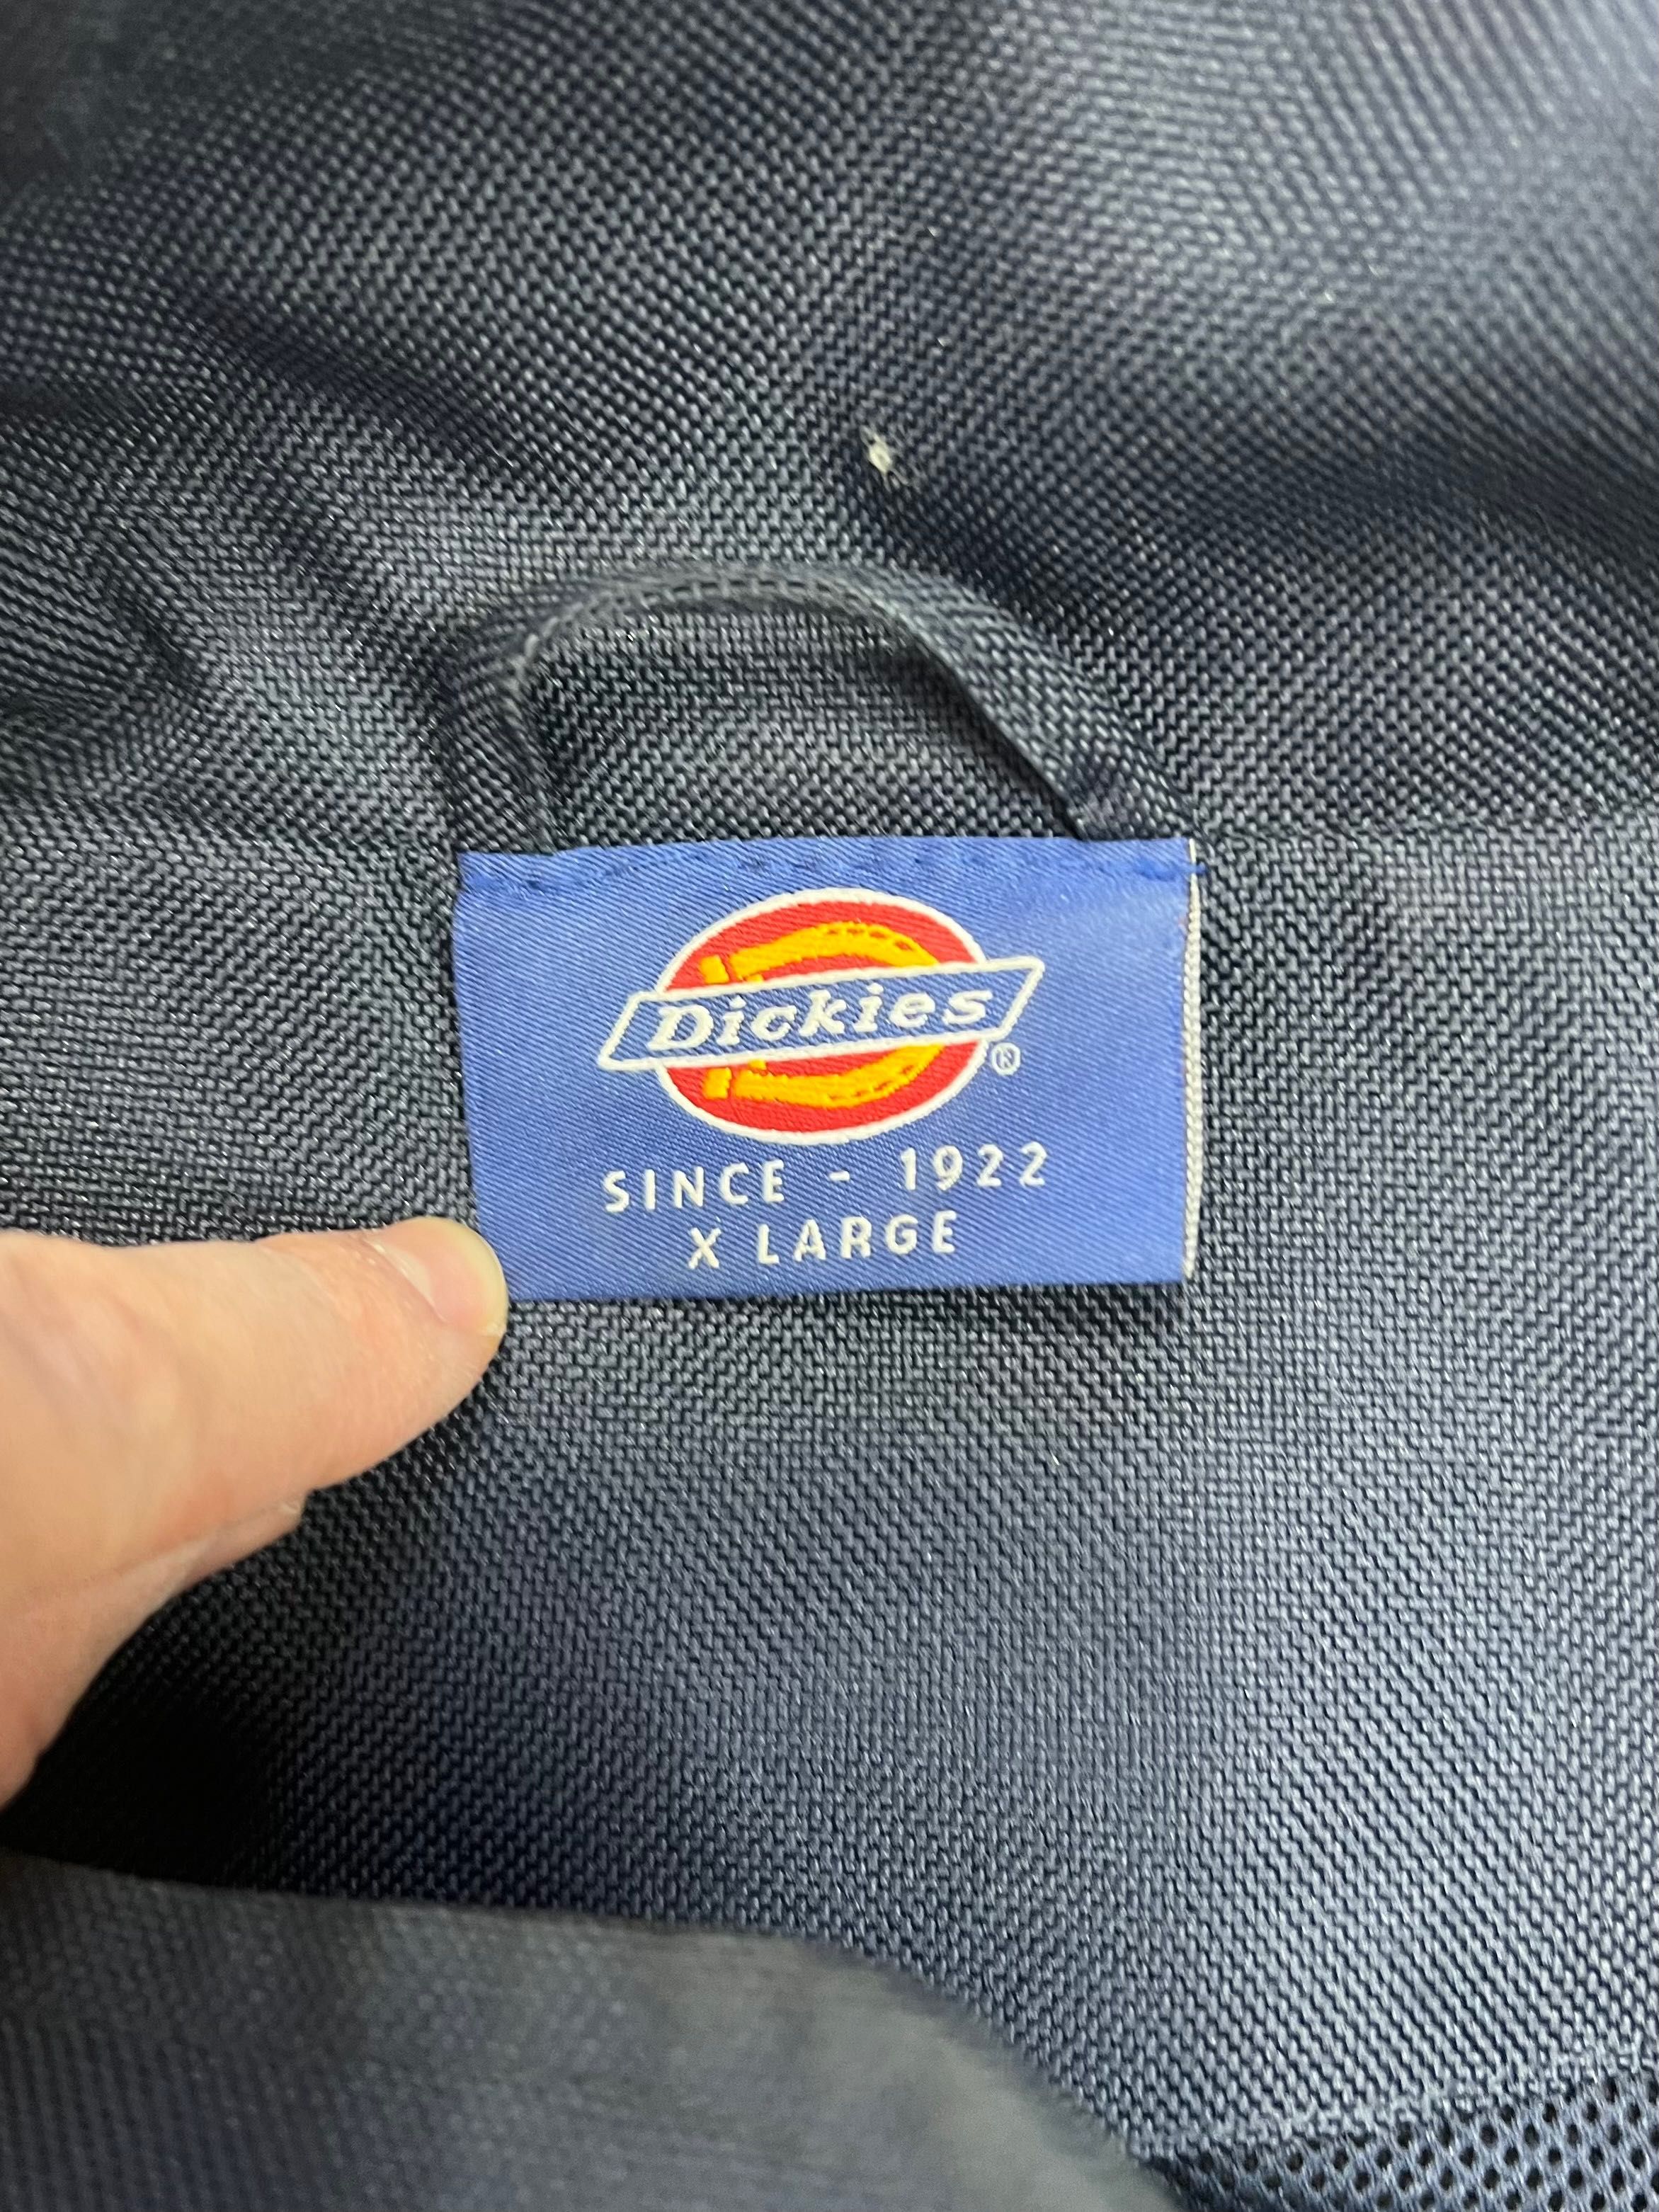 Dickies®
SINCE - 1922
X LARGE